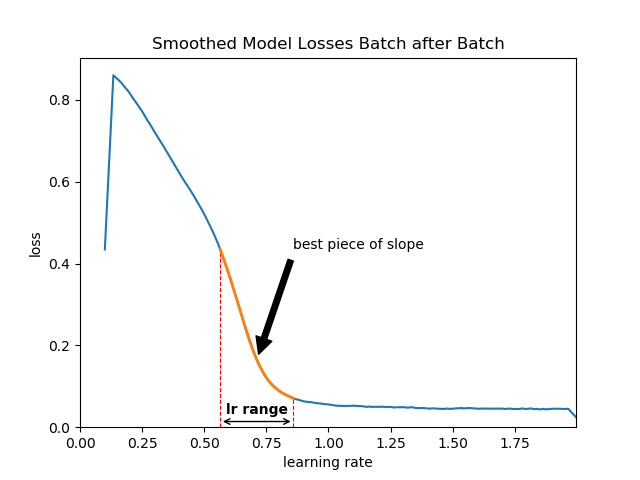 Smoothed Model Losses Batch after Batch
0.8
0.6
0.4
0.2
0.0
loss
best piece of slope
lr range
0.00 0.25 0.50 0.75 1.00 1.25 1.50 1.75
learning rate